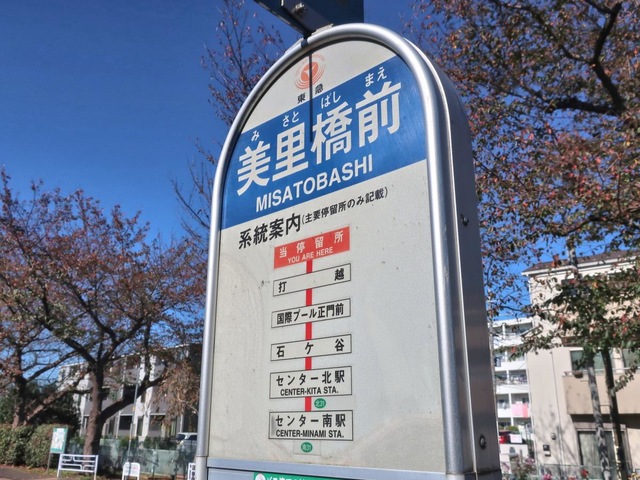 東急
み さと ばし まえ
美里橋前
MISATOBASHI
系統案内(主要停留所のみ記載)
当停留所
YOU ARE HERE
打越
国際プール正門前
石ケ谷
センター北駅
CENTER-KITA STA.
センター南駅
CENTER-MINAMI STA.